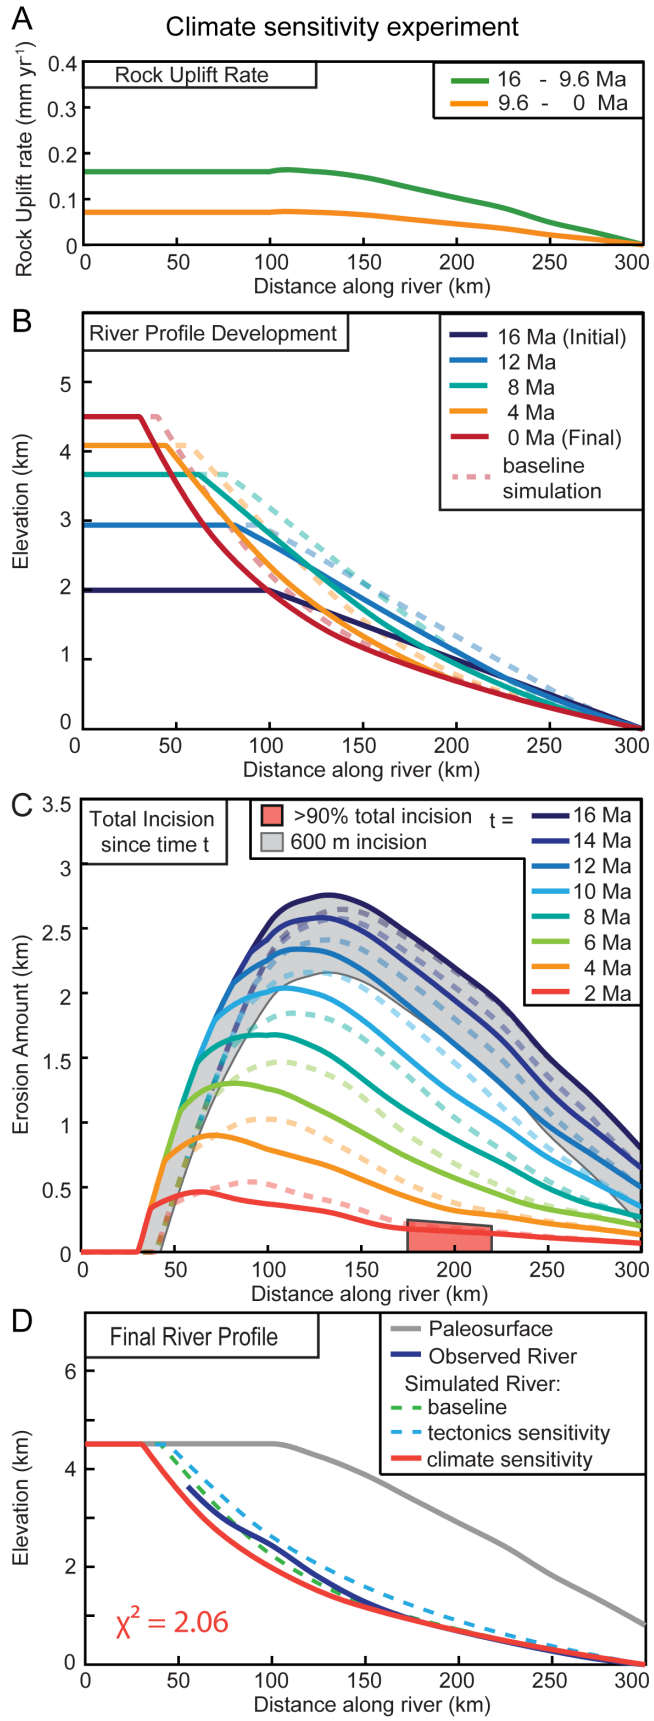 A
Climate sensitivity experiment
Rock Uplift Rate
16 - 9.6 Ma
9.6 - 0 Ma
Rock Uplift rate (mm yr⁻¹)
0.4
0.3
0.2
0.1
0
0 50 100 150 200 250 300
Distance along river (km)
B
River Profile Development
16 Ma (Initial)
12 Ma
8 Ma
4 Ma
0 Ma (Final)
baseline
simulation
Elevation (km)
5
4
3
2
1
0
0 50 100 150 200 250 300
Distance along river (km)
C
Total Incision
since time t
>90% total incision
600 m incision
t =
16 Ma
14 Ma
12 Ma
10 Ma
8 Ma
6 Ma
4 Ma
2 Ma
Erosion Amount (km)
3.5
3
2.5
2
1.5
1
0.5
0
50 100 150 200 250 300
Distance along river (km)
D
Final River Profile
Paleosurface
Observed River
Simulated River:
baseline
tectonics sensitivity
climate sensitivity
Elevation (km)
6
4
2
0
χ² = 2.06
0 50 100 150 200 250 300
Distance along river (km)